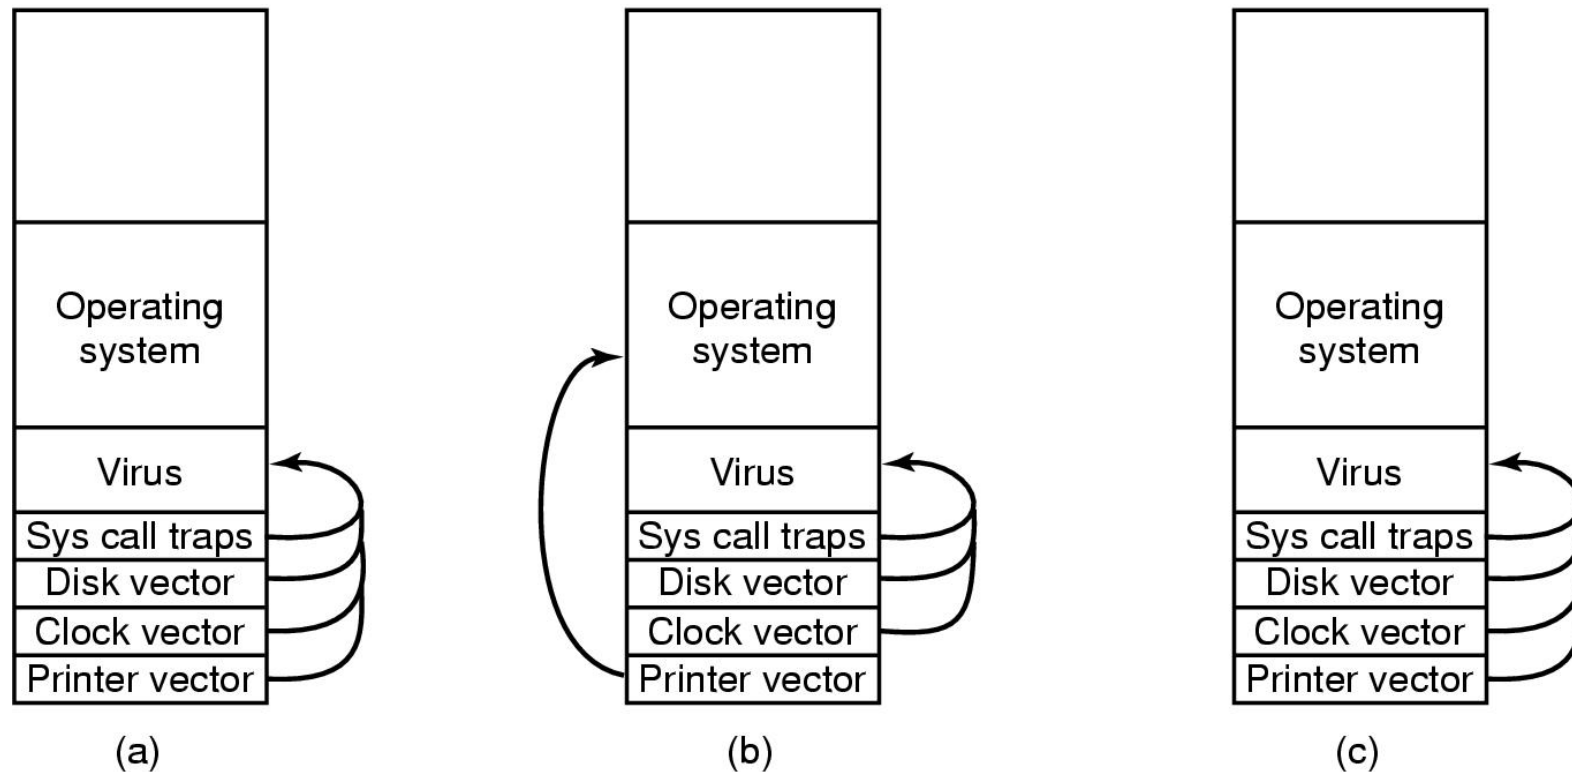 Operating
system
Virus
Sys call traps
Disk vector
Clock vector
Printer vector
(a)
Operating
system
Virus
Sys call traps
Disk vector
Clock vector
Printer vector
(b)
Operating
system
Virus
Sys call traps
Disk vector
Clock vector
Printer vector
(c)